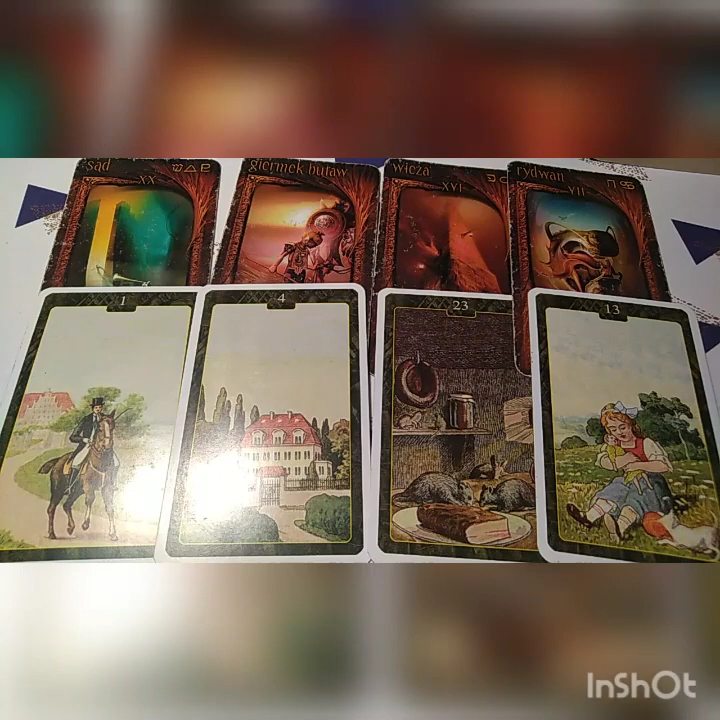 sąd
XX
giermek buław
wieża
XVI
rydwan
VII
1
4
23
13
InShOt